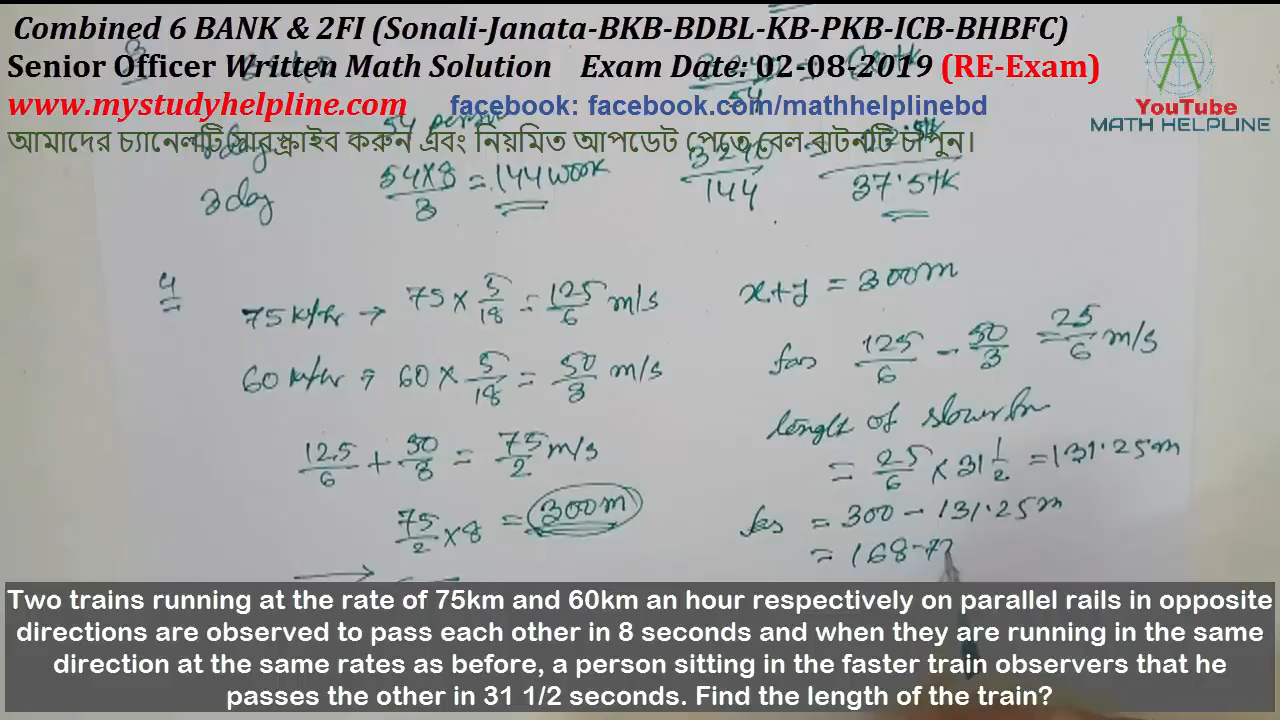 Combined 6 BANK & 2FI (Sonali-Janata-BKB-BDBL-KB-PKB-ICB-BHBFC)
Senior Officer Written Math Solution Exam Date: 02-08-2019 (RE-Exam)
www.mystudyhelpline.com facebook: facebook.com/mathhelplinebd
YouTube
MATH HELPLINE
আমাদের চ্যানেলটি সাবস্ক্রাইব করুন এবং নিয়মিত আপডেট পেতে বেল বাটনটি চাপুন।
3 day 54×8/3 = 144 work 3240/144 37.5tk
4
75 km/hr → 75 × 5/18 = 125/6 m/s
60 km/hr → 60 × 5/18 = 50/3 m/s
125/6 + 50/3 = 75/2 m/s
75/2 × 8 = 300m
x+y = 300m
fas 125/6 - 50/3 = 25/6 m/s
length of slower
= 25/6 × 31 1/2 = 131.25m
fas = 300 - 131.25m
= 168.7
Two trains running at the rate of 75km and 60km an hour respectively on parallel rails in opposite
directions are observed to pass each other in 8 seconds and when they are running in the same
direction at the same rates as before, a person sitting in the faster train observers that he
passes the other in 31 1/2 seconds. Find the length of the train?